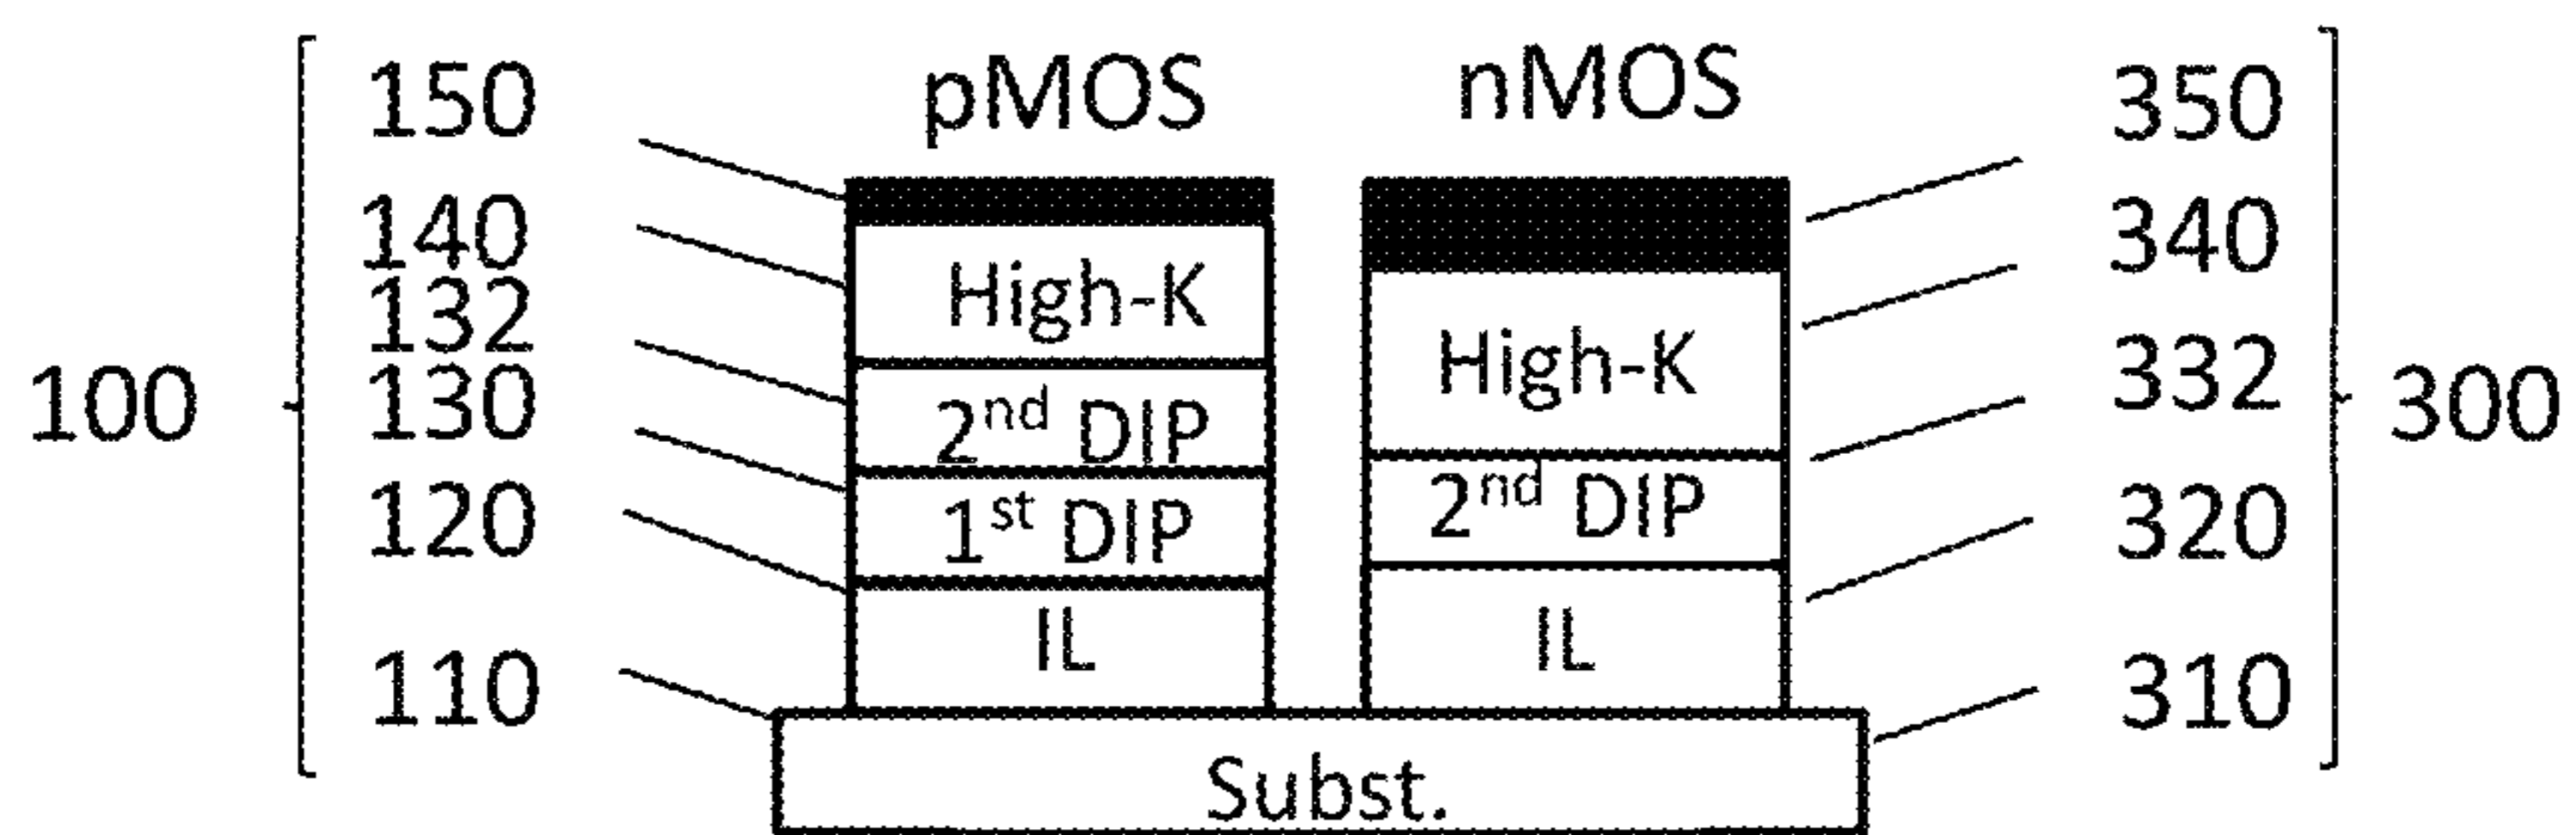 pMOS nMOS
150 350
140 High-K 340
132 High-K 332
100 130 2nd DIP 2nd DIP 300
120 1st DIP 320
110 IL IL 310
Subst.